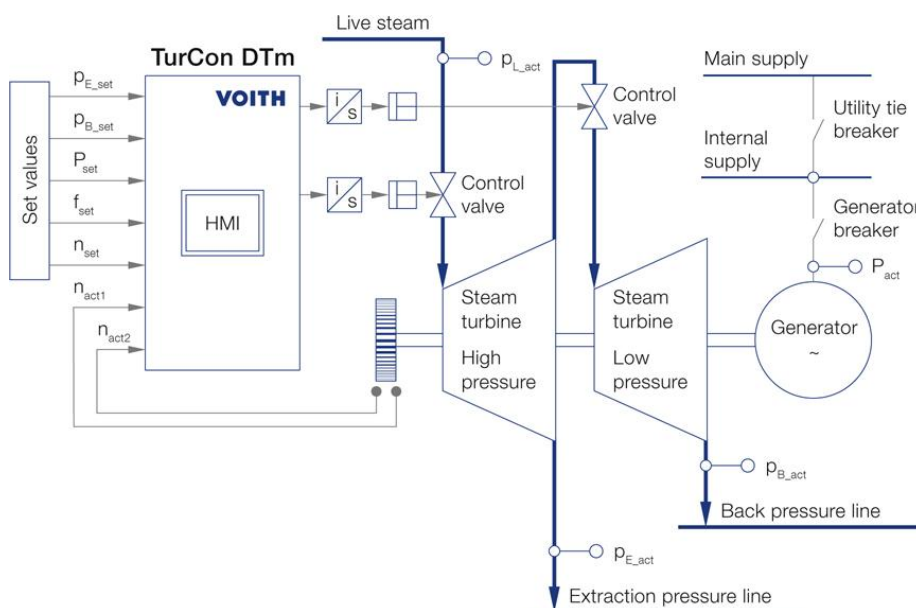 Live steam
TurCon DTm
p_L_act
Main supply
Set values
p_E_set
p_B_set
P_set
f_set
n_set
n_act1
n_act2
VOITH
HMI
i
s
i
s
Control
valve
Control
valve
Utility tie
breaker
Internal
supply
Generator
breaker
P_act
Steam
turbine
High
pressure
Steam
turbine
Low
pressure
Generator
~
p_B_act
Back pressure line
p_E_act
Extraction pressure line